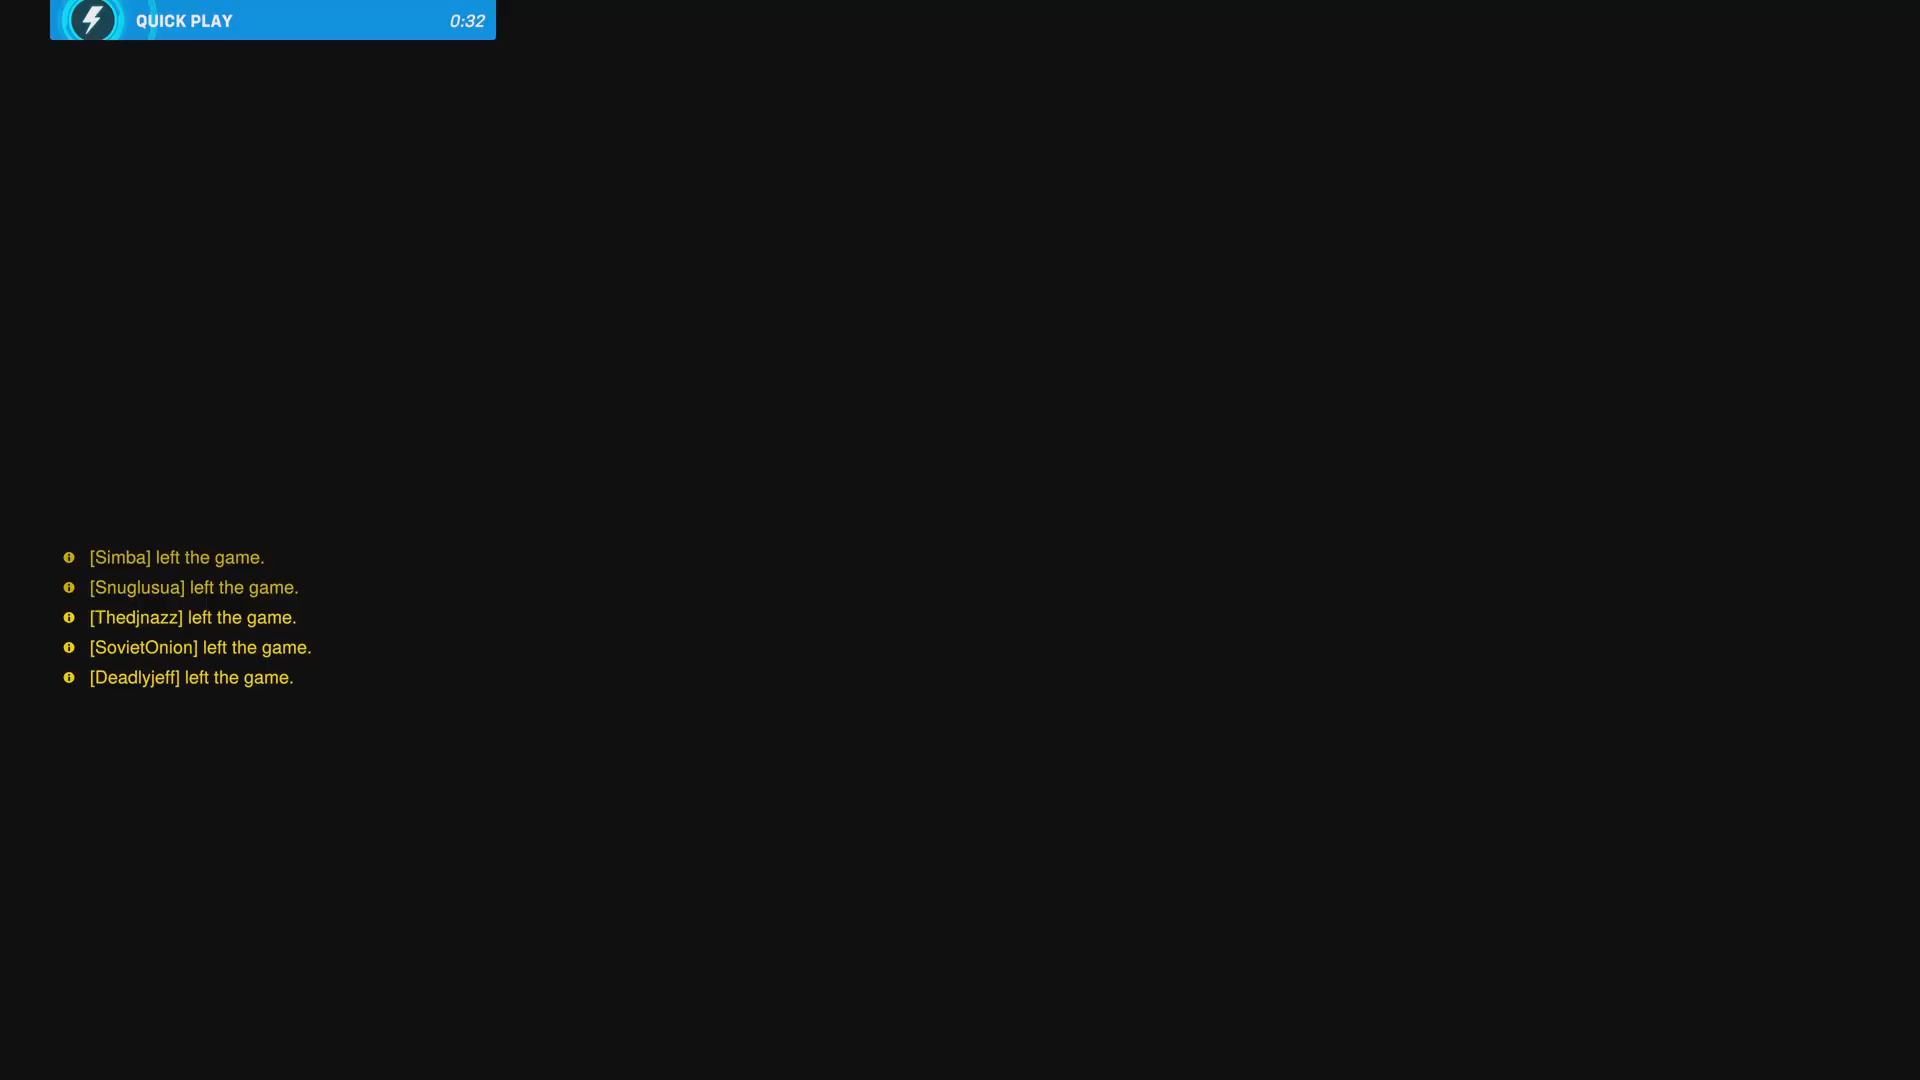 QUICK PLAY 0:32
[Simba] left the game.
[Snuglusua] left the game.
[Thedjnazz] left the game.
[SovietOnion] left the game.
[Deadlyjeff] left the game.